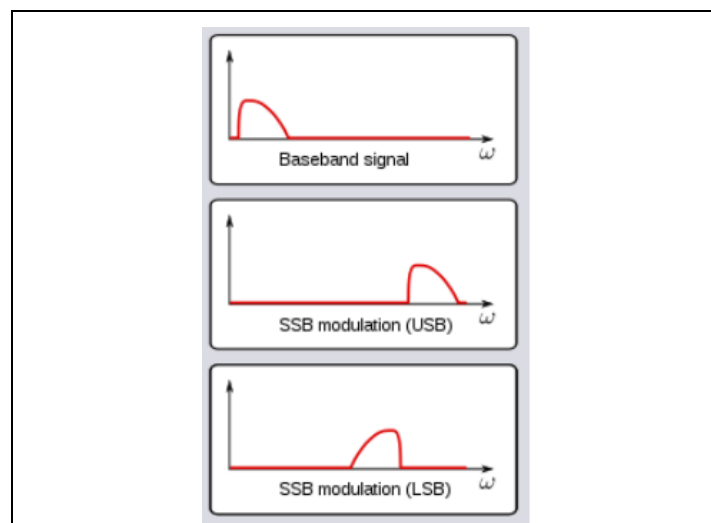 ω
Baseband signal
ω
SSB modulation (USB)
ω
SSB modulation (LSB)